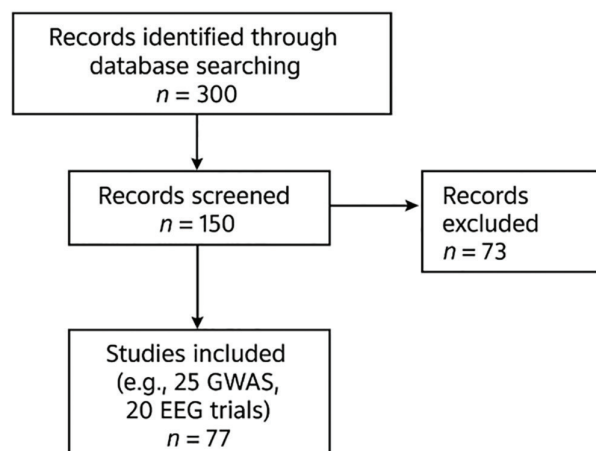 Records identified through
database searching
n = 300
Records screened
n = 150
Records
excluded
n = 73
Studies included
(e.g., 25 GWAS,
20 EEG trials)
n = 77